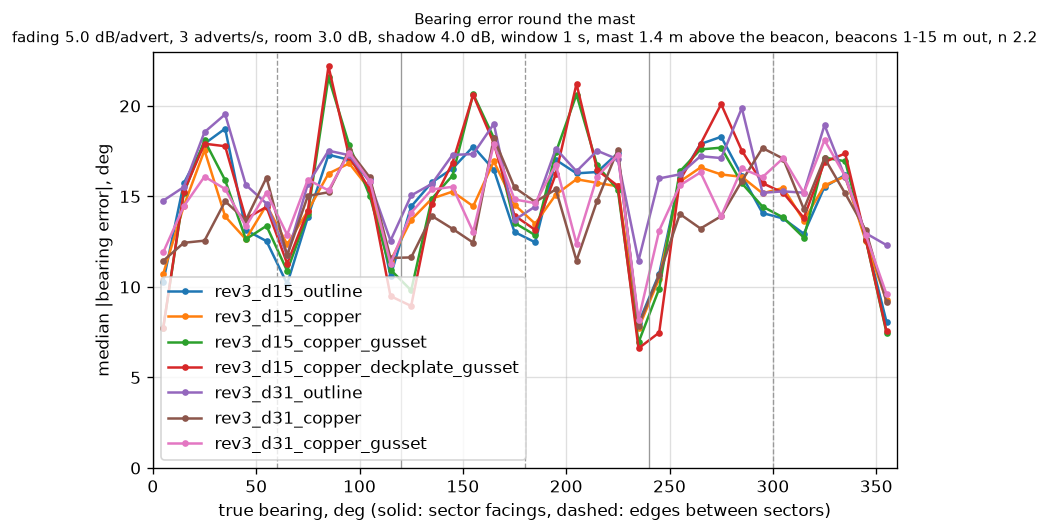 Bearing error round the mast
fading 5.0 dB/advert, 3 adverts/s, room 3.0 dB, shadow 4.0 dB, window 1 s, mast 1.4 m above the beacon, beacons 1-15 m out, n 2.2
median |bearing error|, deg
20
15
10
5
0
rev3_d15_outline
rev3_d15_copper
rev3_d15_copper_gusset
rev3_d15_copper_deckplate_gusset
rev3_d31_outline
rev3_d31_copper
rev3_d31_copper_gusset
0 50 100 150 200 250 300 350
true bearing, deg (solid: sector facings, dashed: edges between sectors)